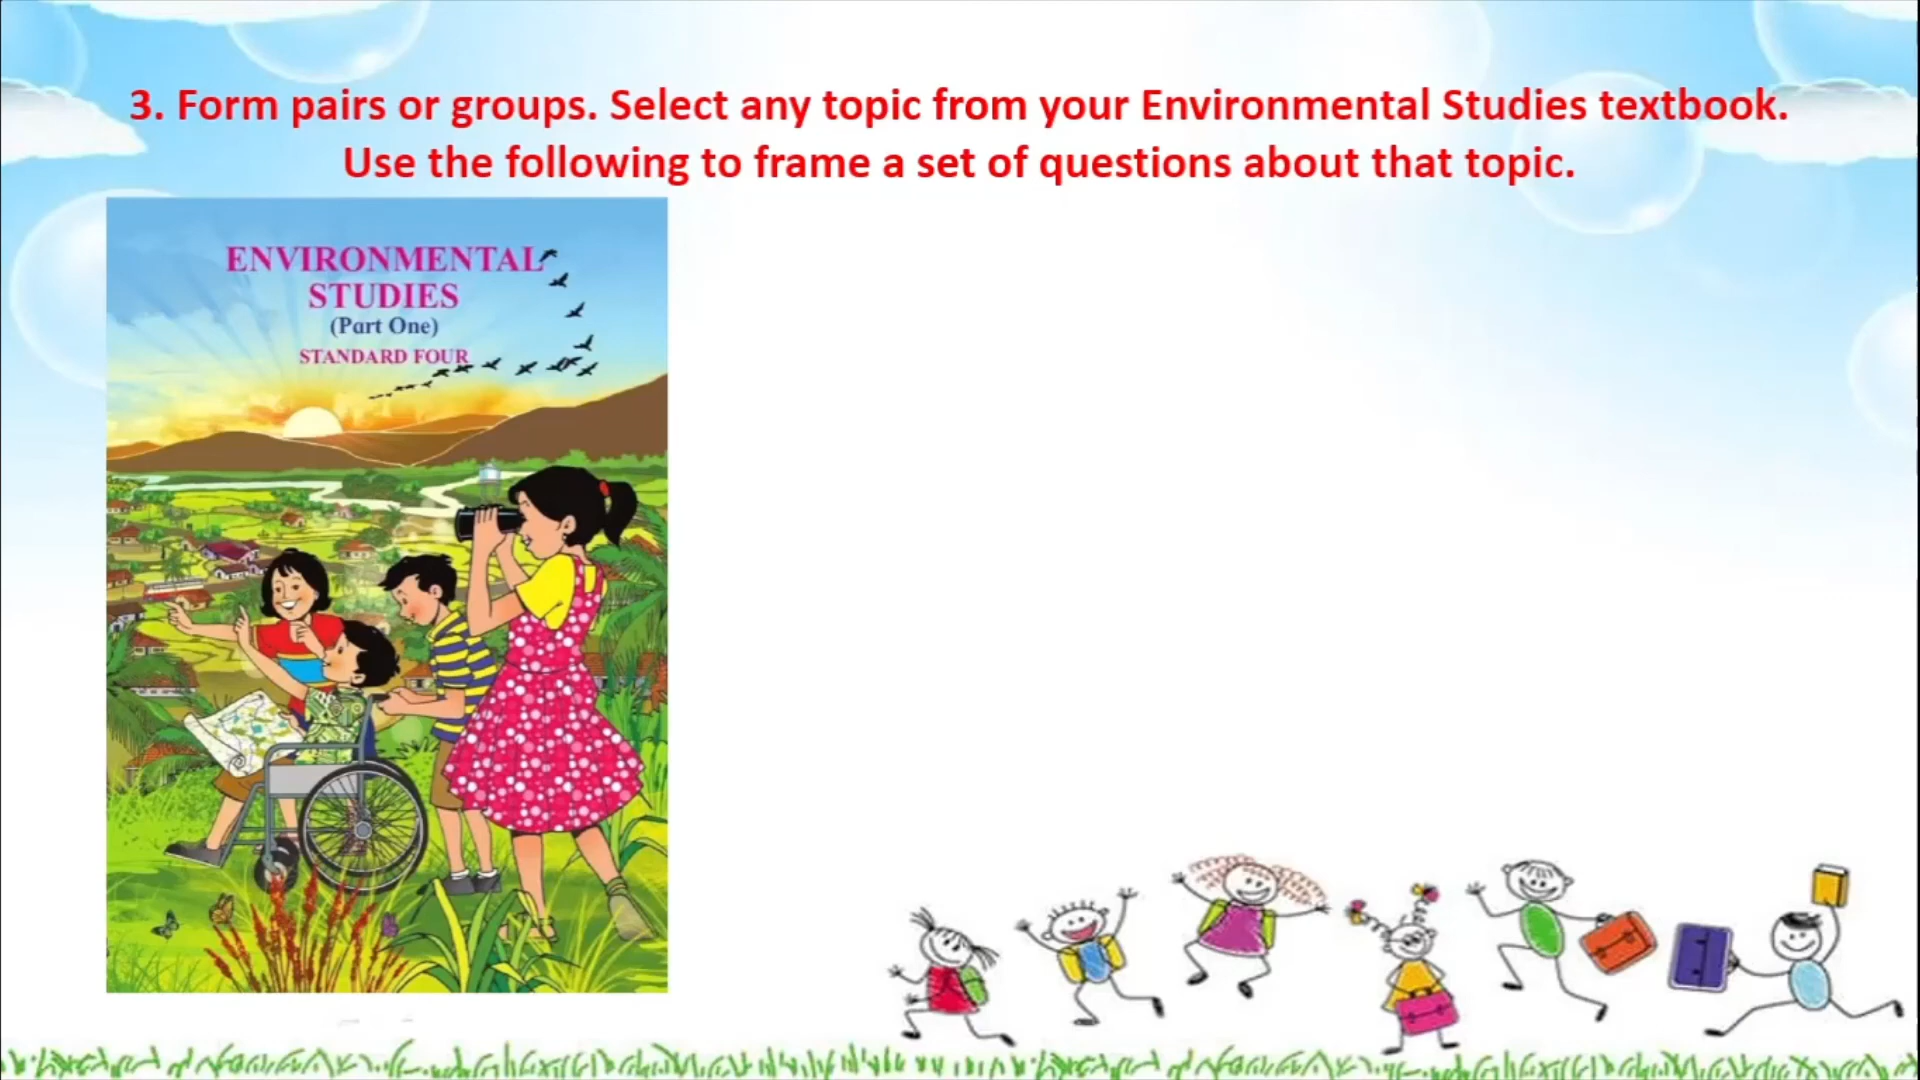 3. Form pairs or groups. Select any topic from your Environmental Studies textbook.
Use the following to frame a set of questions about that topic.
ENVIRONMENTAL
STUDIES
(Part One)
STANDARD FOUR